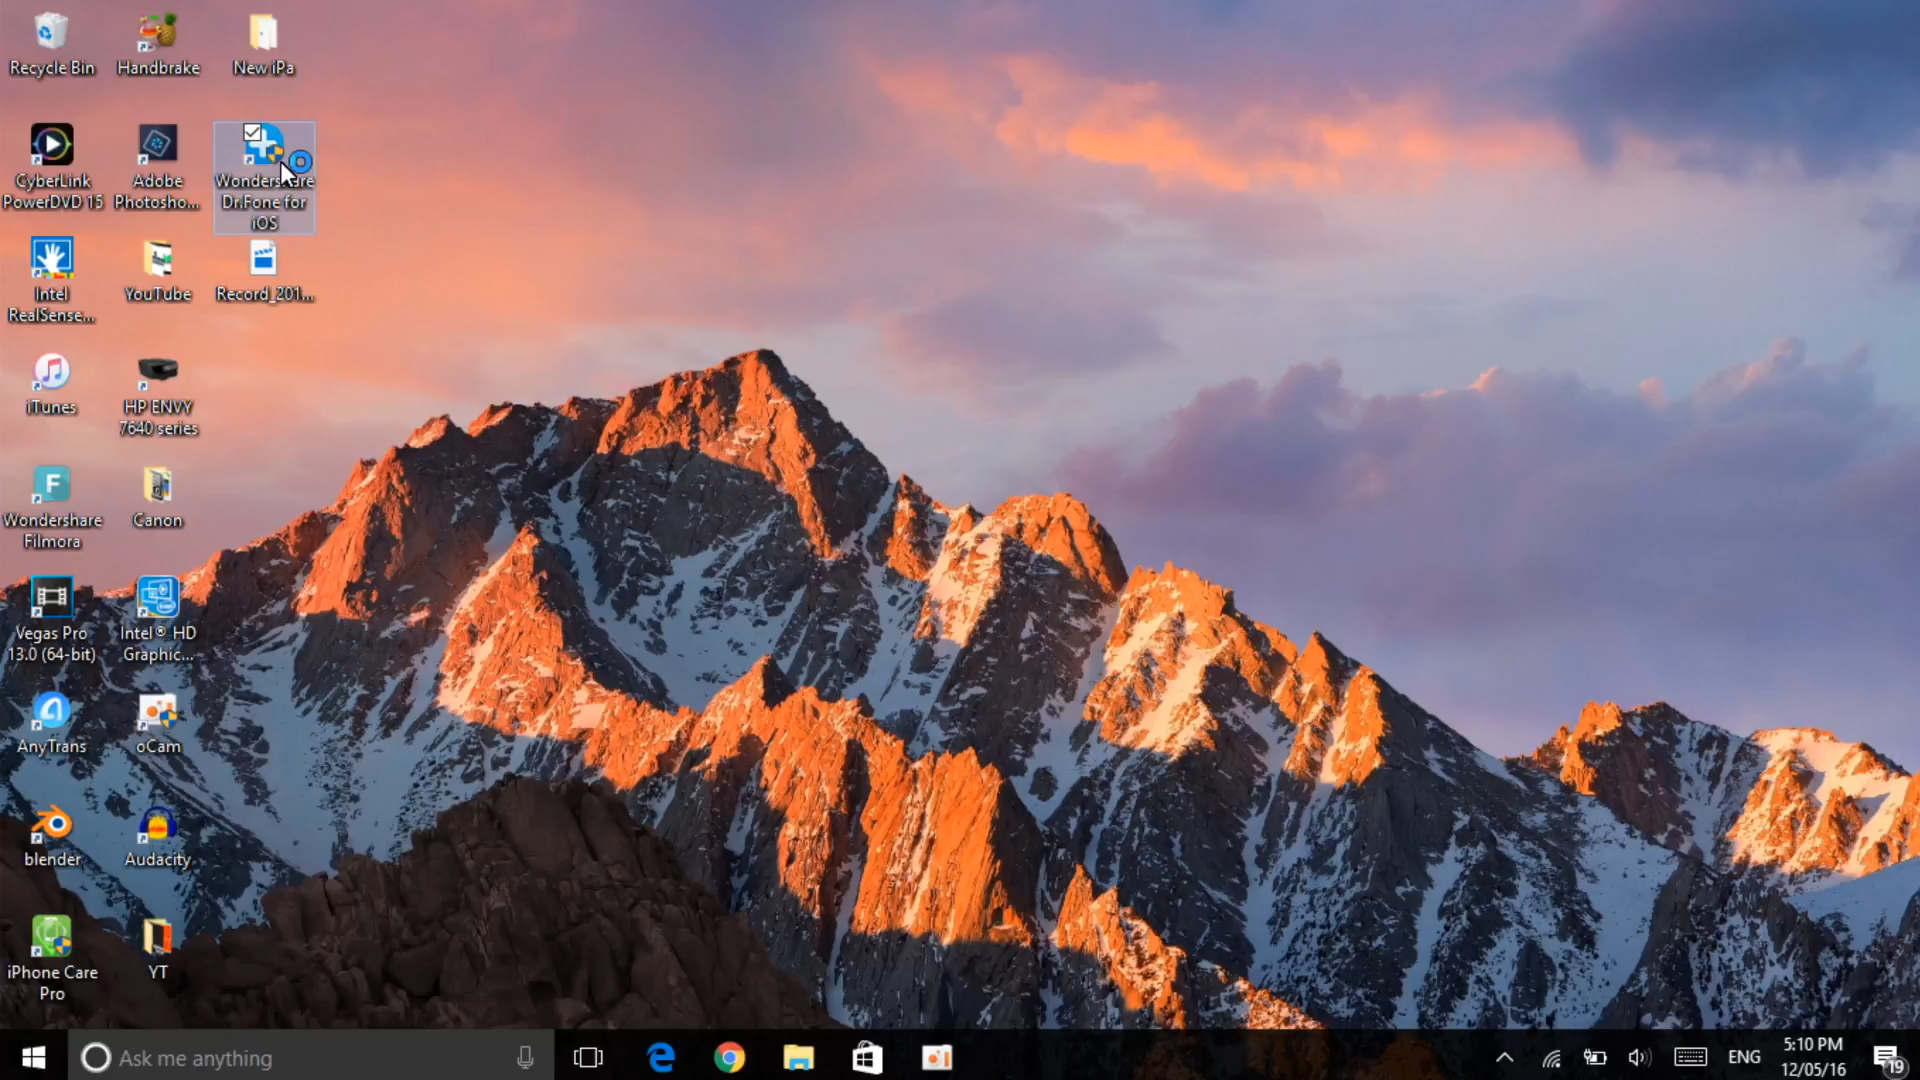 Recycle Bin
Handbrake
New iPa
CyberLink
PowerDVD 15
Adobe
Photosho...
Wondershare
Dr.Fone for
iOS
Intel
RealSense...
YouTube
Record_201...
iTunes
HP ENVY
7640 series
Wondershare
Filmora
Canon
Vegas Pro
13.0 (64-bit)
Intel® HD
Graphic...
AnyTrans
oCam
blender
Audacity
iPhone Care
Pro
YT
Ask me anything
ENG
5:10 PM
12/05/16
19